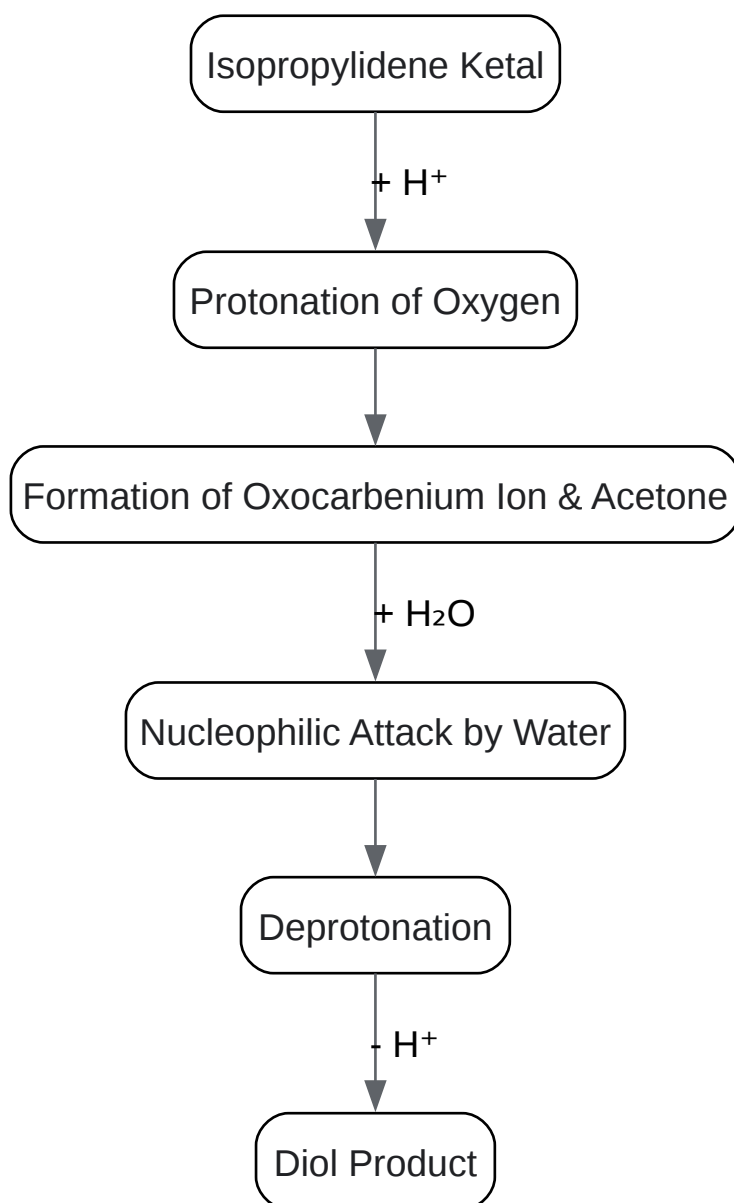 Isopropylidene Ketal
+ H⁺
Protonation of Oxygen
Formation of Oxocarbenium Ion & Acetone
+ H₂O
Nucleophilic Attack by Water
Deprotonation
- H⁺
Diol Product